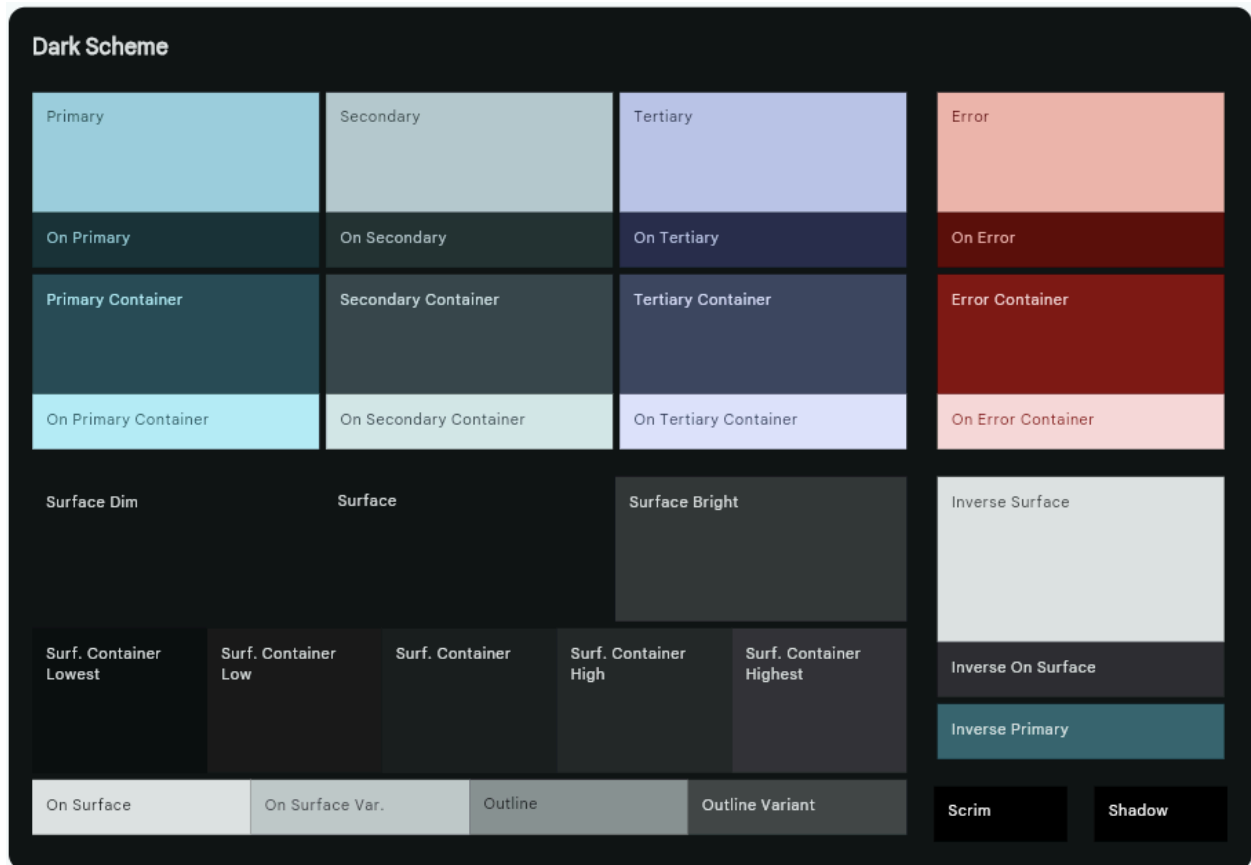 Dark Scheme
Primary
Secondary
Tertiary
Error
On Primary
On Secondary
On Tertiary
On Error
Primary Container
Secondary Container
Tertiary Container
Error Container
On Primary Container
On Secondary Container
On Tertiary Container
On Error Container
Surface Dim
Surface
Surface Bright
Inverse Surface
Surf. Container
Lowest
Surf. Container
Low
Surf. Container
Surf. Container
High
Surf. Container
Highest
Inverse On Surface
Inverse Primary
On Surface
On Surface Var.
Outline
Outline Variant
Scrim
Shadow